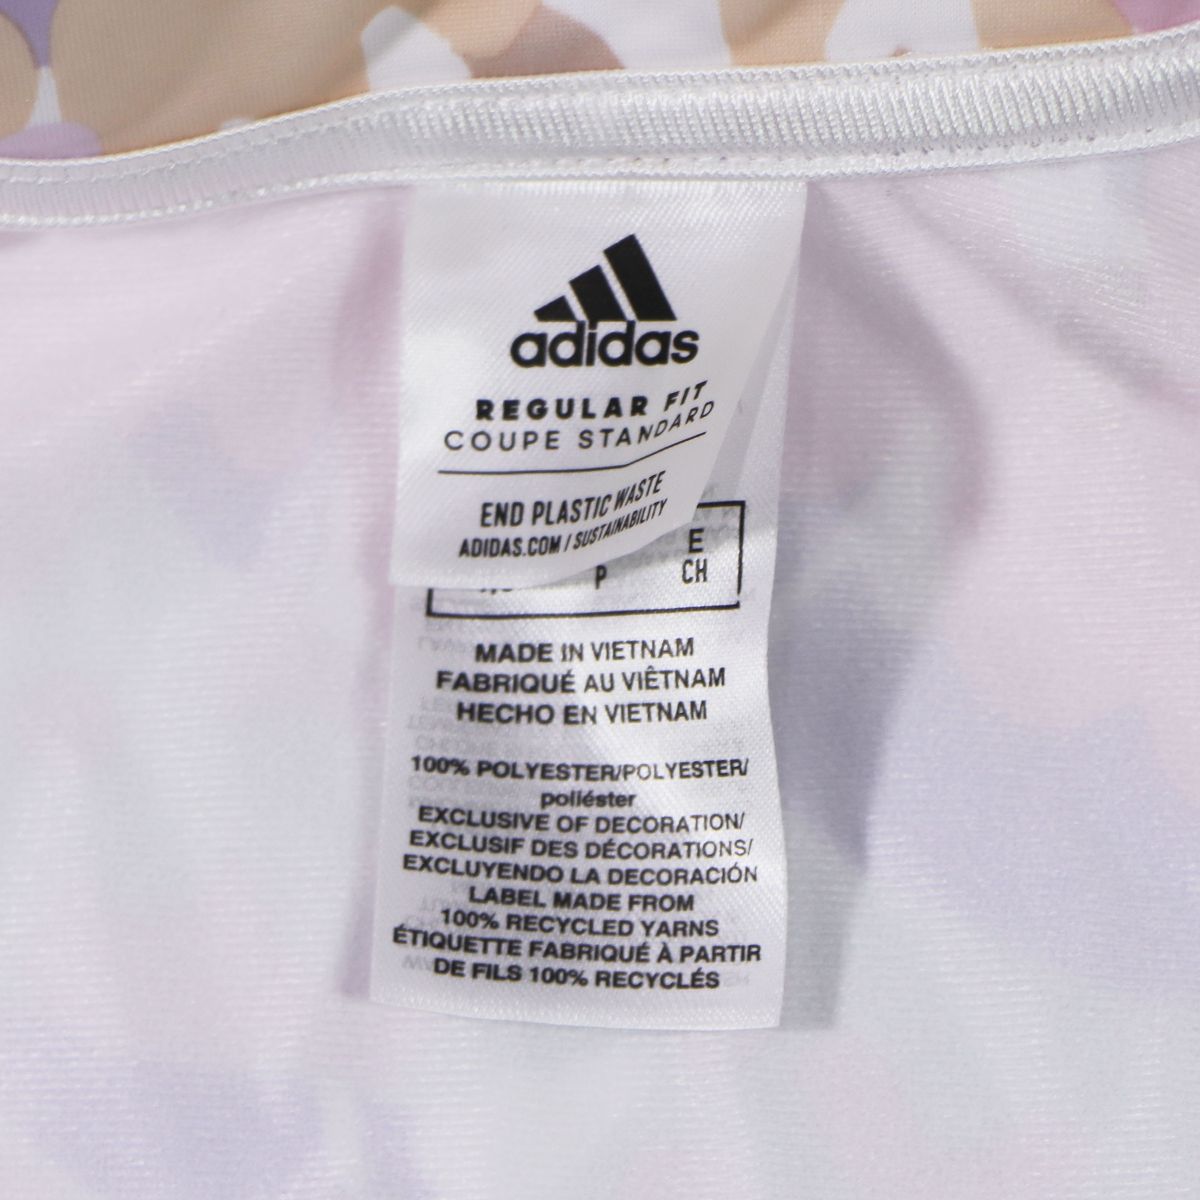 adidas
REGULAR FIT
COUPE STANDARD
END PLASTIC WASTE
ADIDAS.COM / SUSTAINABILITY
E
P CH
MADE IN VIETNAM
FABRIQUÉ AU VIÊTNAM
HECHO EN VIETNAM
100% POLYESTER/POLYESTER/
poliéster
EXCLUSIVE OF DECORATION/
EXCLUSIF DES DÉCORATIONS/
EXCLUYENDO LA DECORACIÓN
LABEL MADE FROM
100% RECYCLED YARNS
ÉTIQUETTE FABRIQUÉ À PARTIR
DE FILS 100% RECYCLÉS